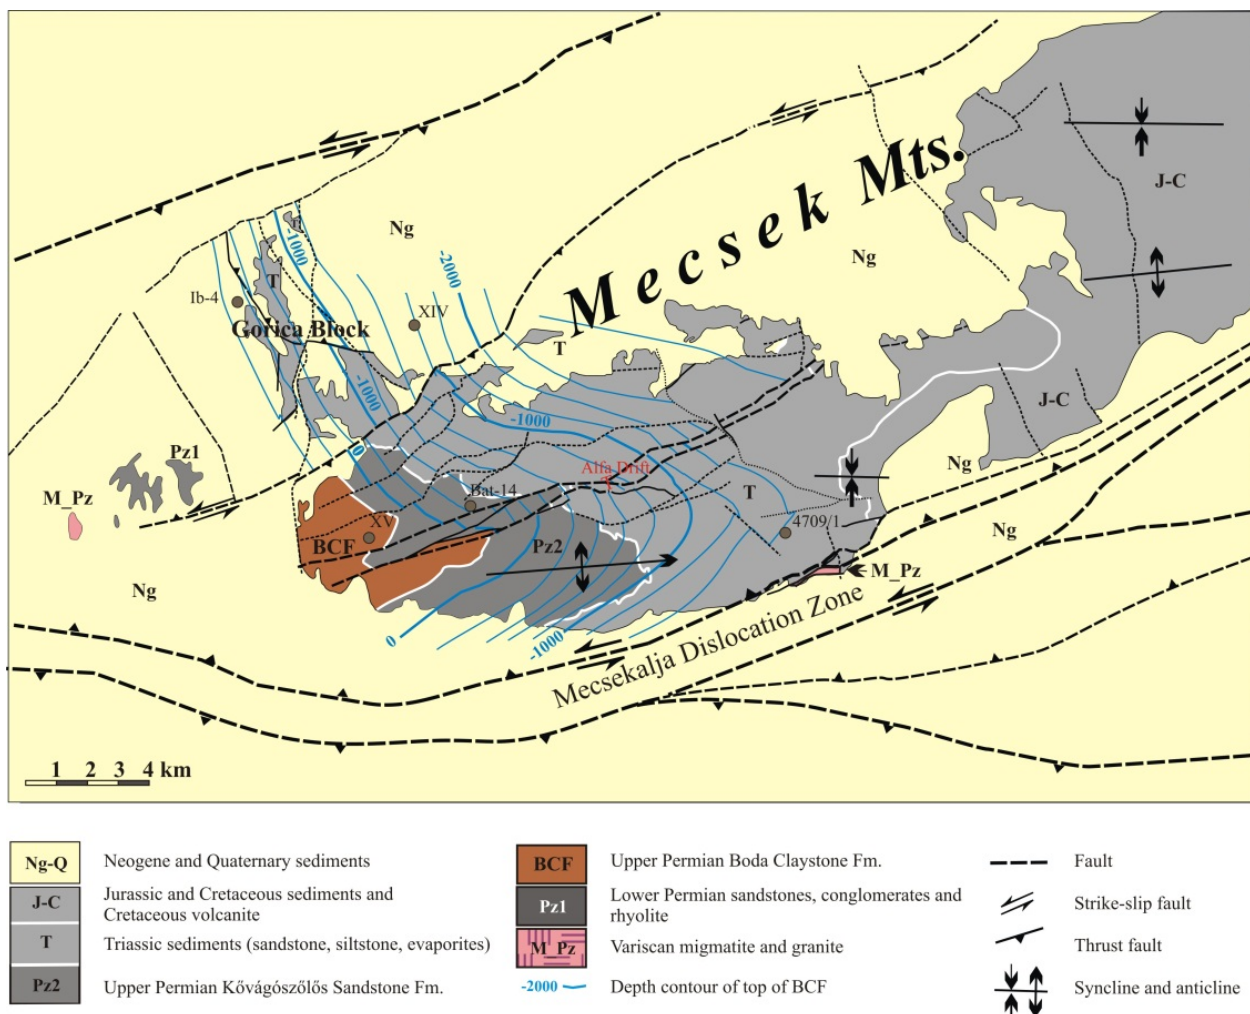 Mecsek Mts.
J-C
Ng
T
-1000
-2000
Ng
Ib-4
T
XIV
Gorica Block
T
-1000
J-C
-1000
0
Pz1
Alfa Drift
Ng
M_Pz
T
Bat-14
4709/1
XV
BCF
Pz2
Ng
M_Pz
Ng
0
-1000
Mecsekalja Dislocation Zone
1 2 3 4 km
Ng-Q Neogene and Quaternary sediments
J-C Jurassic and Cretaceous sediments and
Cretaceous volcanite
T Triassic sediments (sandstone, siltstone, evaporites)
Pz2 Upper Permian Kővágószőlős Sandstone Fm.
BCF Upper Permian Boda Claystone Fm.
Pz1 Lower Permian sandstones, conglomerates and
rhyolite
M_Pz Variscan migmatite and granite
-2000 Depth contour of top of BCF
Fault
Strike-slip fault
Thrust fault
Syncline and anticline